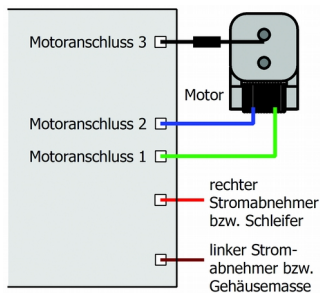 Motoranschluss 3
Motor
Motoranschluss 2
Motoranschluss 1
rechter
Stromabnehmer
bzw. Schleifer
linker Strom-
abnehmer bzw.
Gehäusemasse